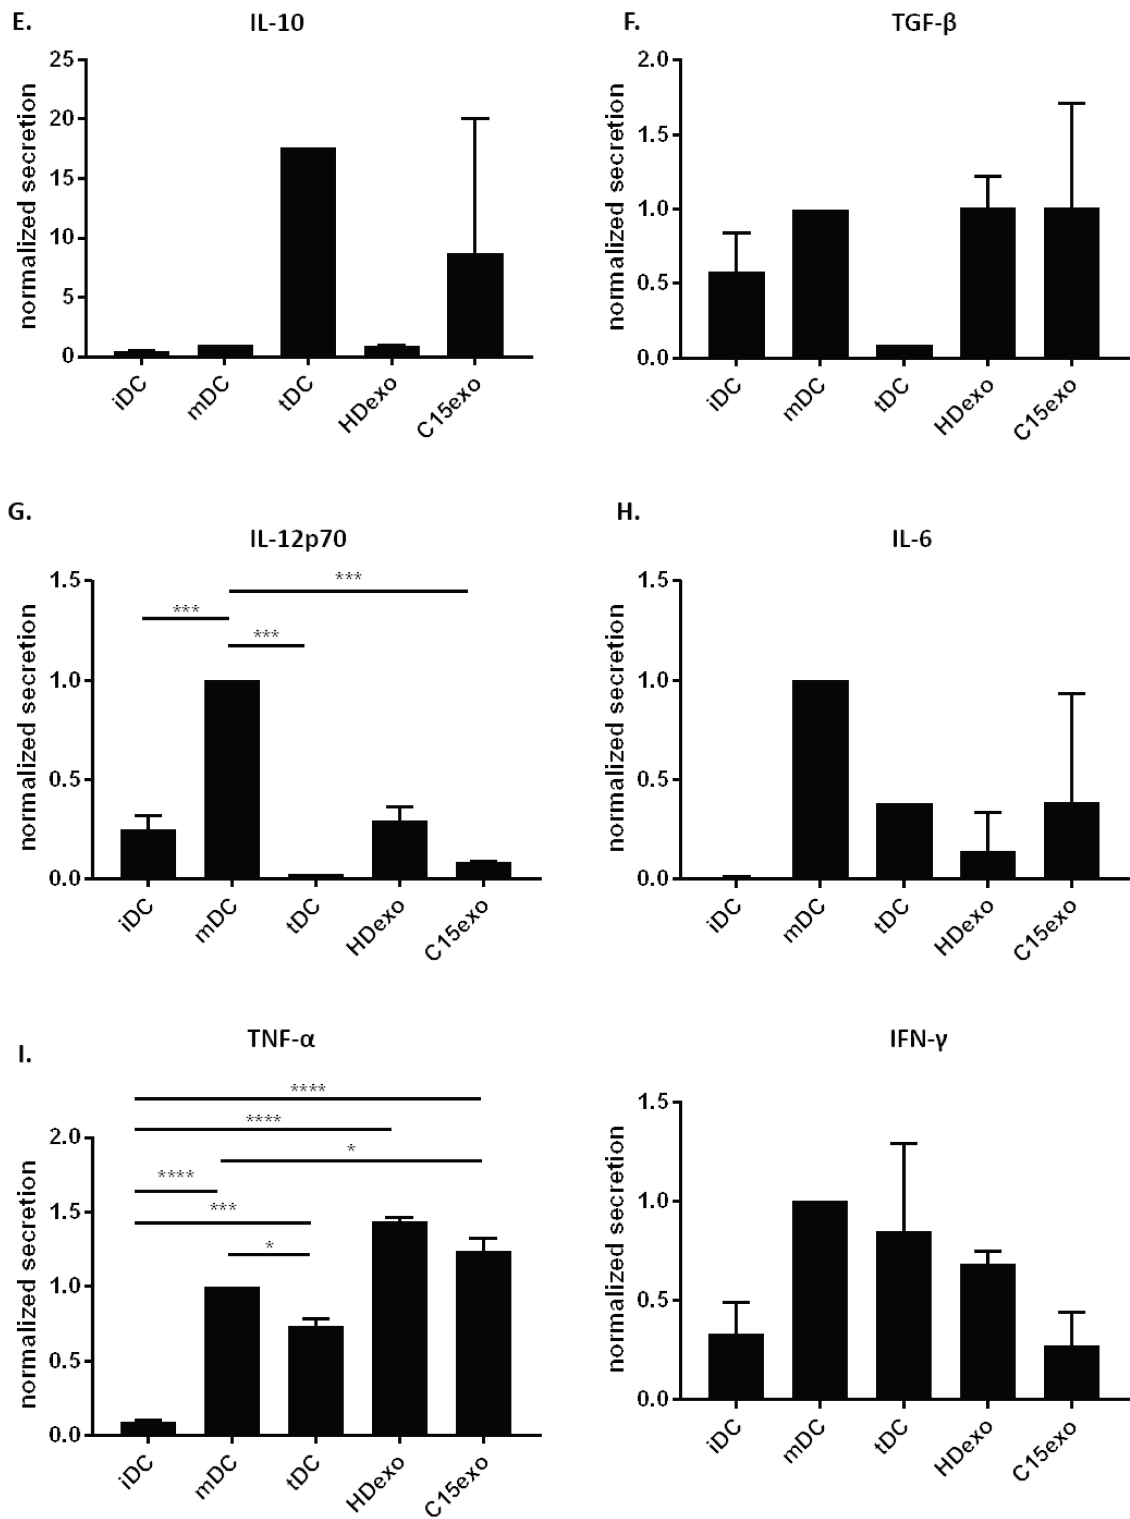 E.
IL-10
normalized secretion
25
20
15
10
5
0
iDC
mDC
tDC
HDexo
C15exo
F.
TGF-β
normalized secretion
2.0
1.5
1.0
0.5
0.0
iDC
mDC
tDC
HDexo
C15exo
G.
IL-12p70
normalized secretion
1.5
1.0
0.5
0.0
***
***
***
iDC
mDC
tDC
HDexo
C15exo
H.
IL-6
normalized secretion
1.5
1.0
0.5
0.0
iDC
mDC
tDC
HDexo
C15exo
I.
TNF-α
normalized secretion
2.0
1.5
1.0
0.5
0.0
****
****
*
****
***
*
iDC
mDC
tDC
HDexo
C15exo
IFN-γ
normalized secretion
1.5
1.0
0.5
0.0
iDC
mDC
tDC
HDexo
C15exo